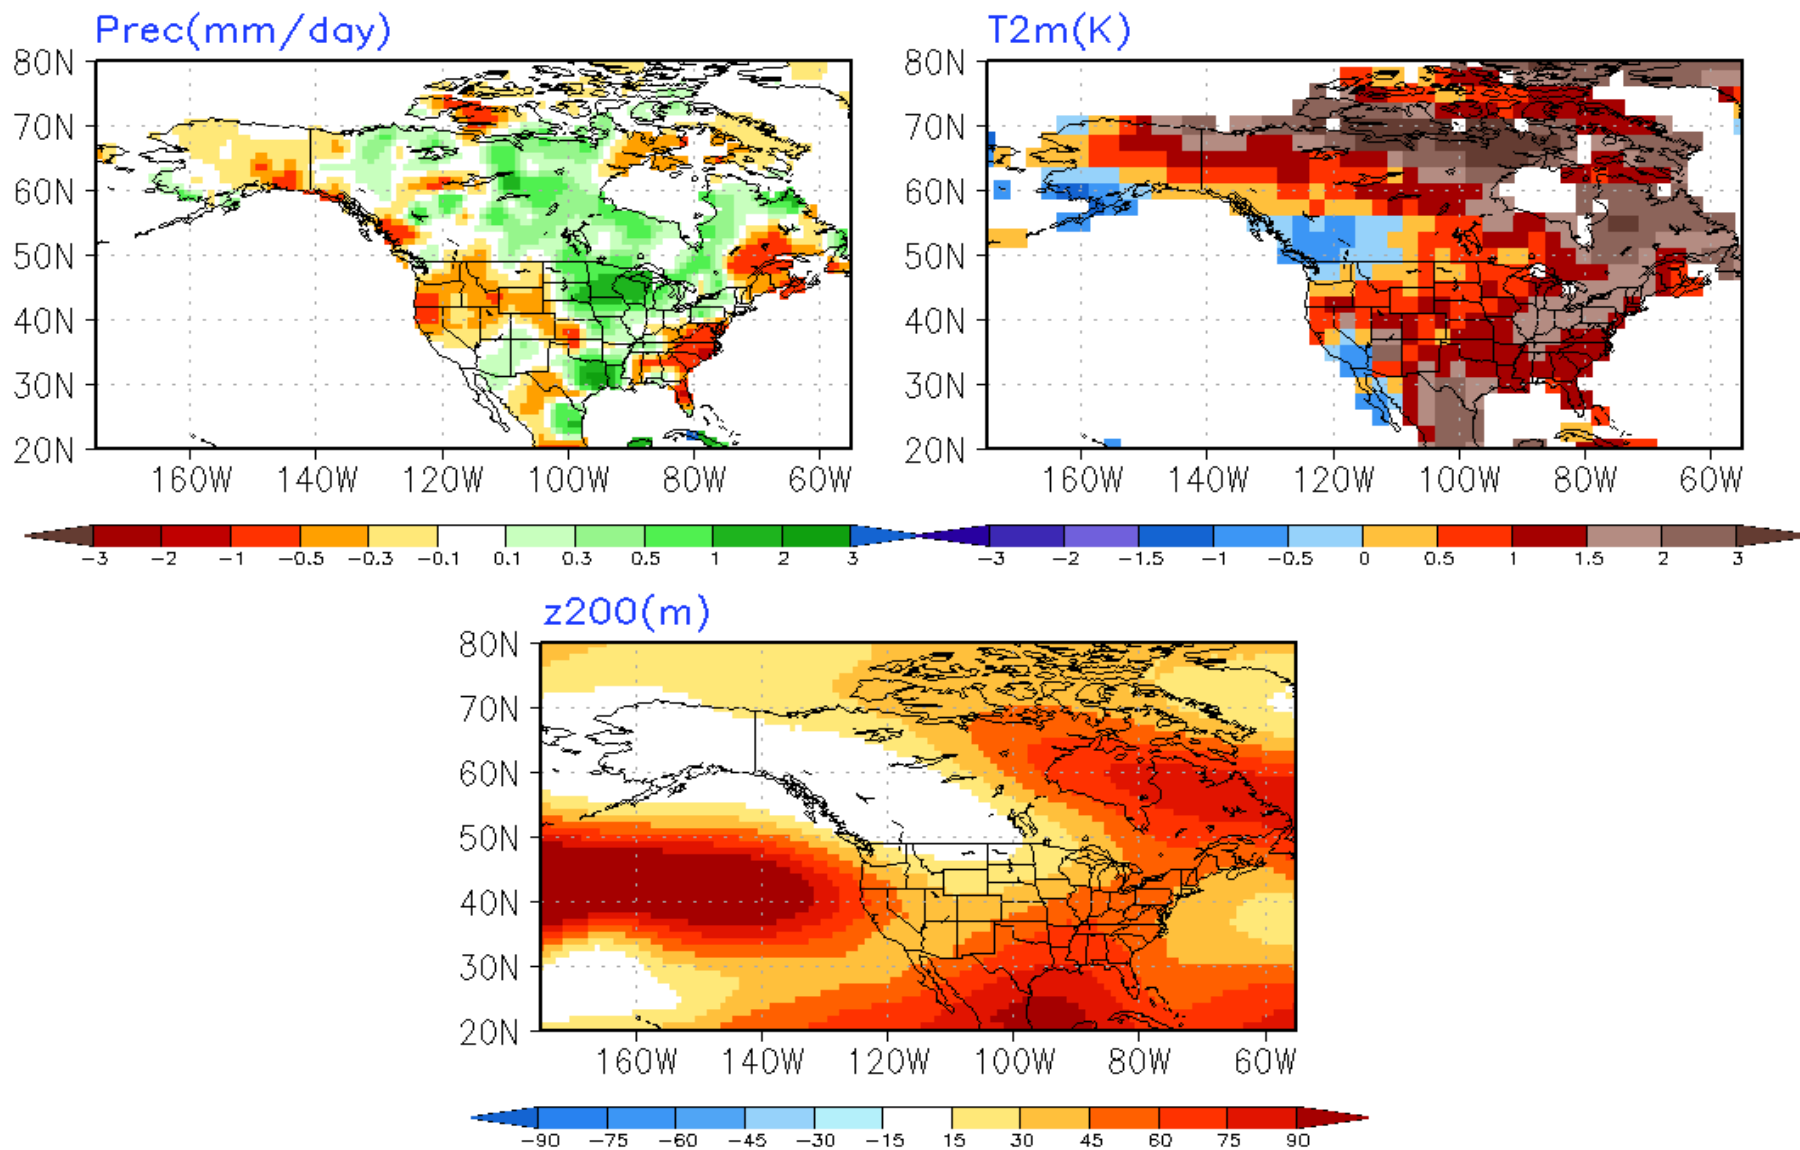 Prec(mm/day)
80N
70N
60N
50N
40N
30N
20N
160W 140W 120W 100W 80W 60W
-3 -2 -1 -0.5 -0.3 -0.1 0.1 0.3 0.5 1 2 3
T2m(K)
80N
70N
60N
50N
40N
30N
20N
160W 140W 120W 100W 80W 60W
-3 -2 -1.5 -1 -0.5 0 0.5 1 1.5 2 3
z200(m)
80N
70N
60N
50N
40N
30N
20N
160W 140W 120W 100W 80W 60W
-90 -75 -60 -45 -30 -15 15 30 45 60 75 90